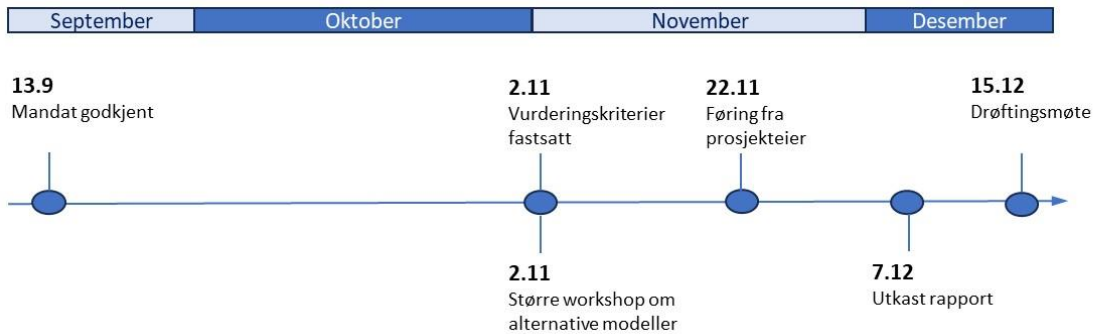 September
Oktober
November
Desember
13.9
Mandat godkjent
2.11
Vurderingskriterier
fastsatt
22.11
Føring fra
prosjekteier
15.12
Drøftingsmøte
2.11
Større workshop om
alternative modeller
7.12
Utkast rapport